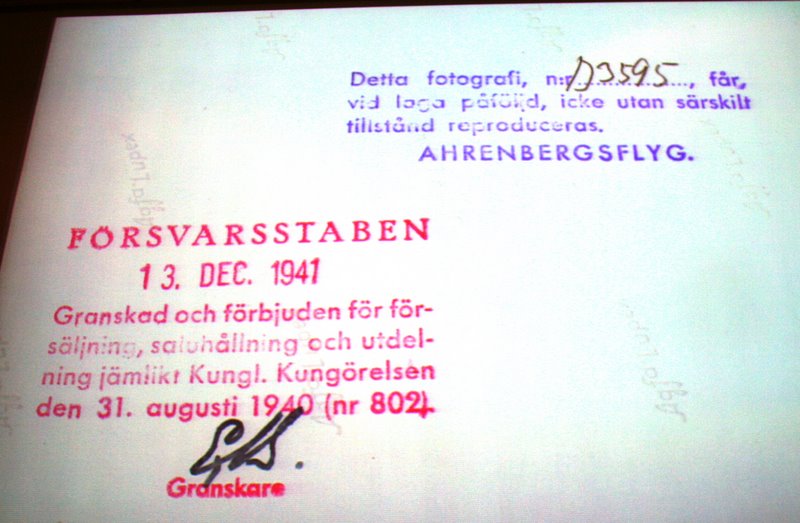 Detta fotografi, n:r D3595, får,
vid laga påföljd, icke utan särskilt
tillstånd reproduceras.
AHRENBERGSFLYG.
FÖRSVARSSTABEN
13. DEC. 1941
Granskad och förbjuden för för-
säljning, saluhållning och utdel-
ning jämlikt Kungl. Kungörelsen
den 31. augusti 1940 (nr 802).
Granskare